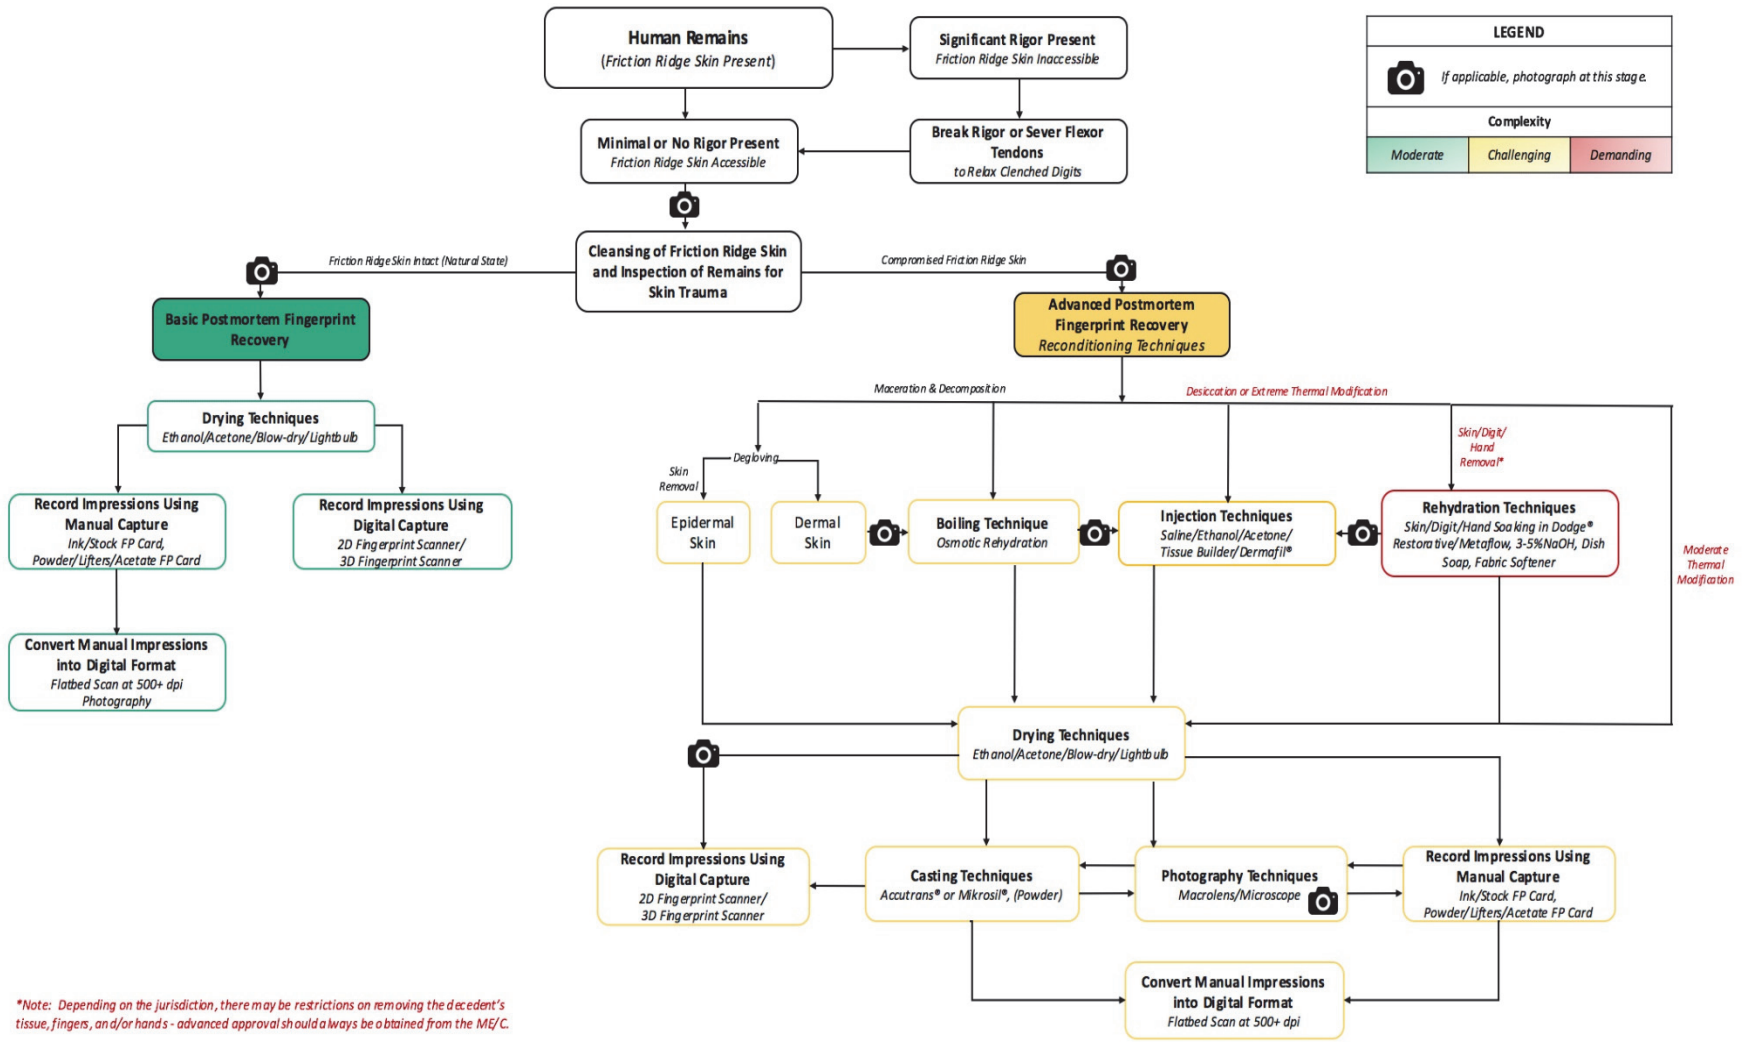 Human Remains
(Friction Ridge Skin Present)
Significant Rigor Present
Friction Ridge Skin Inaccessible
LEGEND
If applicable, photograph at this stage.
Complexity
Moderate
Challenging
Demanding
Minimal or No Rigor Present
Friction Ridge Skin Accessible
Break Rigor or Sever Flexor
Tendons
to Relax Clenched Digits
Cleansing of Friction Ridge Skin
and Inspection of Remains for
Skin Trauma
Friction Ridge Skin Intact (Natural State)
Compromised Friction Ridge Skin
Basic Postmortem Fingerprint
Recovery
Advanced Postmortem
Fingerprint Recovery
Reconditioning Techniques
Drying Techniques
Ethanol/Acetone/Blow-dry/Lightbulb
Record Impressions Using
Manual Capture
Ink/Stock FP Card,
Powder/Lifters/Acetate FP Card
Record Impressions Using
Digital Capture
2D Fingerprint Scanner/
3D Fingerprint Scanner
Convert Manual Impressions
into Digital Format
Flatbed Scan at 500+ dpi
Photography
Maceration & Decomposition
Desiccation or Extreme Thermal Modification
Degloving
Skin
Removal
Skin/Digit/
Hand
Removal*
Epidermal
Skin
Dermal
Skin
Boiling Technique
Osmotic Rehydration
Injection Techniques
Saline/Ethanol/Acetone/
Tissue Builder/Dermafil®
Rehydration Techniques
Skin/Digit/Hand Soaking in Dodge®
Restorative/Metaflow, 3-5%NaOH, Dish
Soap, Fabric Softener
Moderate
Thermal
Modification
Drying Techniques
Ethanol/Acetone/Blow-dry/Lightbulb
Record Impressions Using
Digital Capture
2D Fingerprint Scanner/
3D Fingerprint Scanner
Casting Techniques
Accutrans® or Mikrosil®, (Powder)
Photography Techniques
Macrolens/Microscope
Record Impressions Using
Manual Capture
Ink/Stock FP Card,
Powder/Lifters/Acetate FP Card
Convert Manual Impressions
into Digital Format
Flatbed Scan at 500+ dpi
*Note: Depending on the jurisdiction, there may be restrictions on removing the decedent's
tissue, fingers, and/or hands - advanced approval should always be obtained from the ME/C.